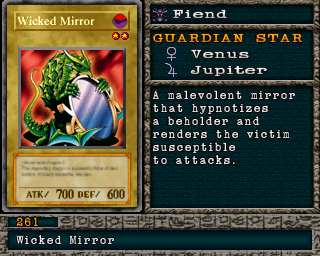 Wicked Mirror
ATK/ 700 DEF/ 600
Fiend
GUARDIAN STAR
♀ Venus
♃ Jupiter
A malevolent mirror
that hypnotizes
a beholder and
renders the victim
susceptible
to attacks.
261
Wicked Mirror